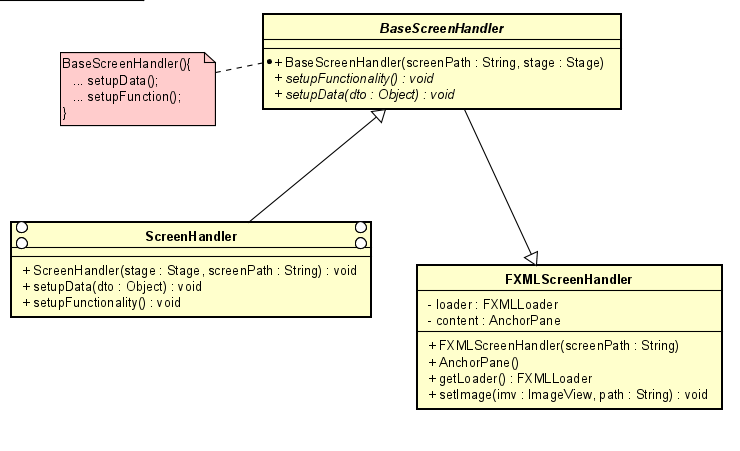 BaseScreenHandler
BaseScreenHandler(){
... setupData();
... setupFunction();
}
+ BaseScreenHandler(screenPath : String, stage : Stage)
+ setupFunctionality() : void
+ setupData(dto : Object) : void
ScreenHandler
+ ScreenHandler(stage : Stage, screenPath : String) : void
+ setupData(dto : Object) : void
+ setupFunctionality() : void
FXMLScreenHandler
- loader : FXMLLoader
- content : AnchorPane
+ FXMLScreenHandler(screenPath : String)
+ AnchorPane()
+ getLoader() : FXMLLoader
+ setImage(imv : ImageView, path : String) : void